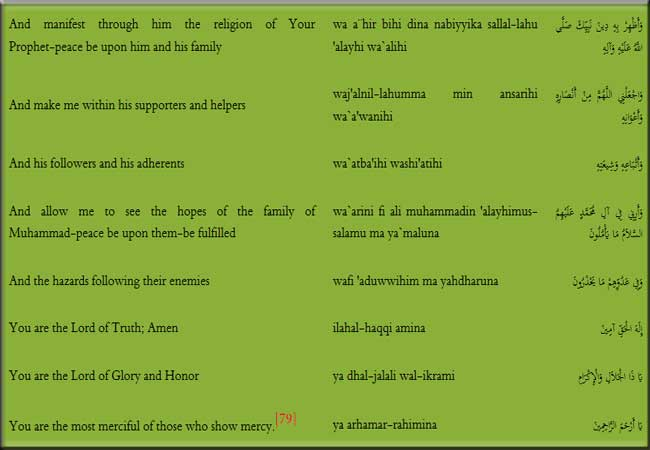 And manifest through him the religion of Your
Prophet-peace be upon him and his family
wa a¨hir bihi dina nabiyyika sallal-lahu
'alayhi wa`alihi
وَأَظْهِرْ بِهِ دِينَ نَبِيِّكَ صَلَّى
اللهُ عَلَيْهِ وَآلِهِ
And make me within his supporters and helpers
waj'alnil-lahumma min ansarihi
wa`a'wanihi
وَاجْعَلْنِي اللَّهُمَّ مِنْ أَنْصَارِهِ
وَأَعْوَانِهِ
And his followers and his adherents
wa`atba'ihi washi'atihi
وَأَتْبَاعِهِ وَشِيعَتِهِ
And allow me to see the hopes of the family of
Muhammad-peace be upon them-be fulfilled
wa`arini fi ali muhammadin 'alayhimus-
salamu ma ya`maluna
وَأَرِنِي فِي آلِ مُحَمَّدٍ عَلَيْهِمُ
السَّلاَمُ مَا يَأْمُلُونَ
And the hazards following their enemies
wafi 'aduwwihim ma yahdharuna
وَفِي عَدُوِّهِمْ مَا يَحْذَرُونَ
You are the Lord of Truth; Amen
ilahal-haqqi amina
إِلٰهَ الْحَقِّ آمِينَ
You are the Lord of Glory and Honor
ya dhal-jalali wal-ikrami
يَا ذَا الْجَلاَلِ وَالْإِكْرَامِ
You are the most merciful of those who show mercy.[79]
ya arhamar-rahimina
يَا أَرْحَمَ الرَّاحِمِينَ